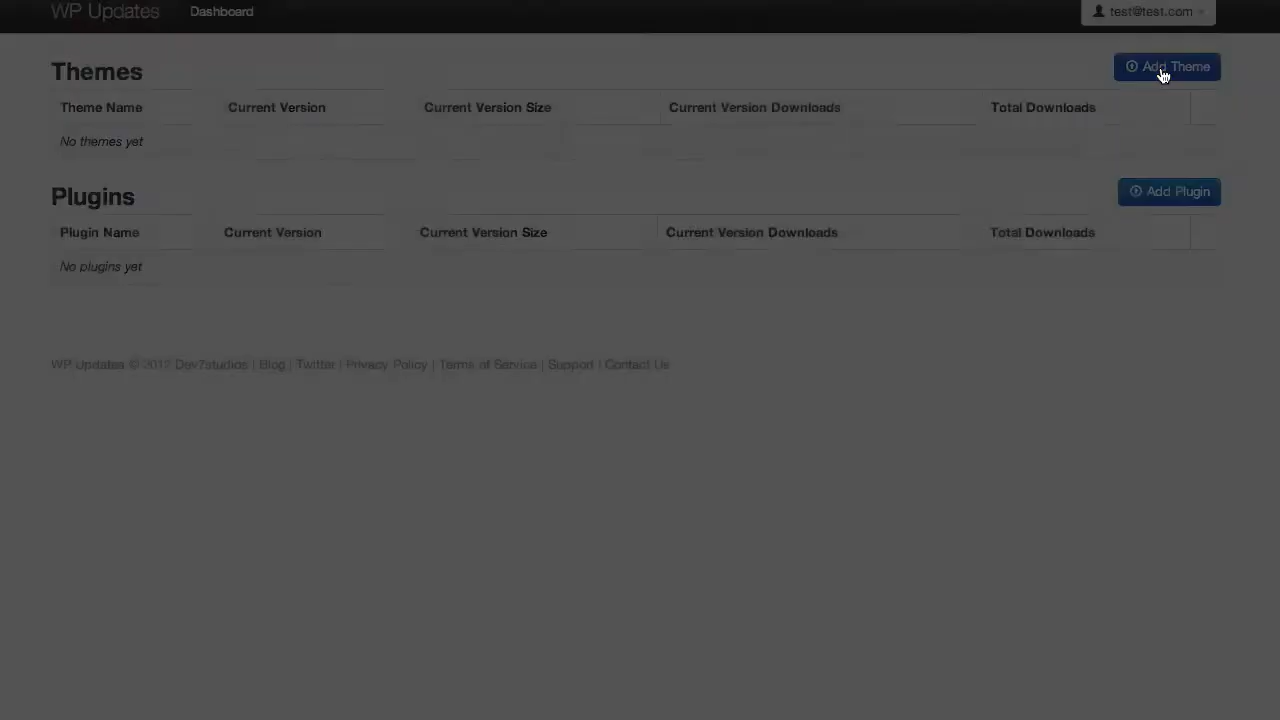 WP Updates Dashboard test@test.com
Themes Add Theme
Theme Name Current Version Current Version Size Current Version Downloads Total Downloads
No themes yet
Plugins Add Plugin
Plugin Name Current Version Current Version Size Current Version Downloads Total Downloads
No plugins yet
WP Updates © 2012 Dev7studios | Blog | Twitter | Privacy Policy | Terms of Service | Support | Contact Us